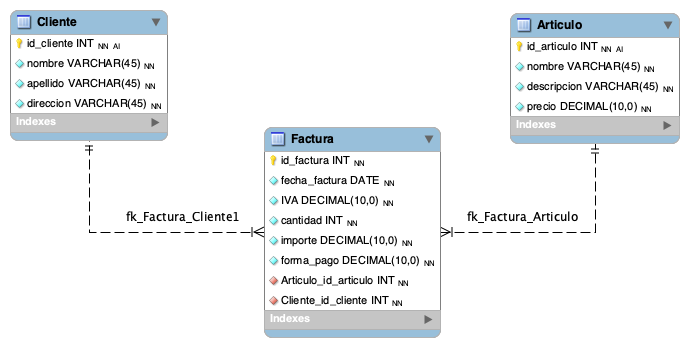 Cliente
id_cliente INT NN AI
nombre VARCHAR(45) NN
apellido VARCHAR(45) NN
direccion VARCHAR(45) NN
Indexes
Articulo
id_articulo INT NN AI
nombre VARCHAR(45) NN
descripcion VARCHAR(45) NN
precio DECIMAL(10,0) NN
Indexes
Factura
id_factura INT NN
fecha_factura DATE NN
IVA DECIMAL(10,0) NN
cantidad INT NN
importe DECIMAL(10,0) NN
forma_pago DECIMAL(10,0) NN
Articulo_id_articulo INT NN
Cliente_id_cliente INT NN
Indexes
fk_Factura_Cliente1
fk_Factura_Articulo